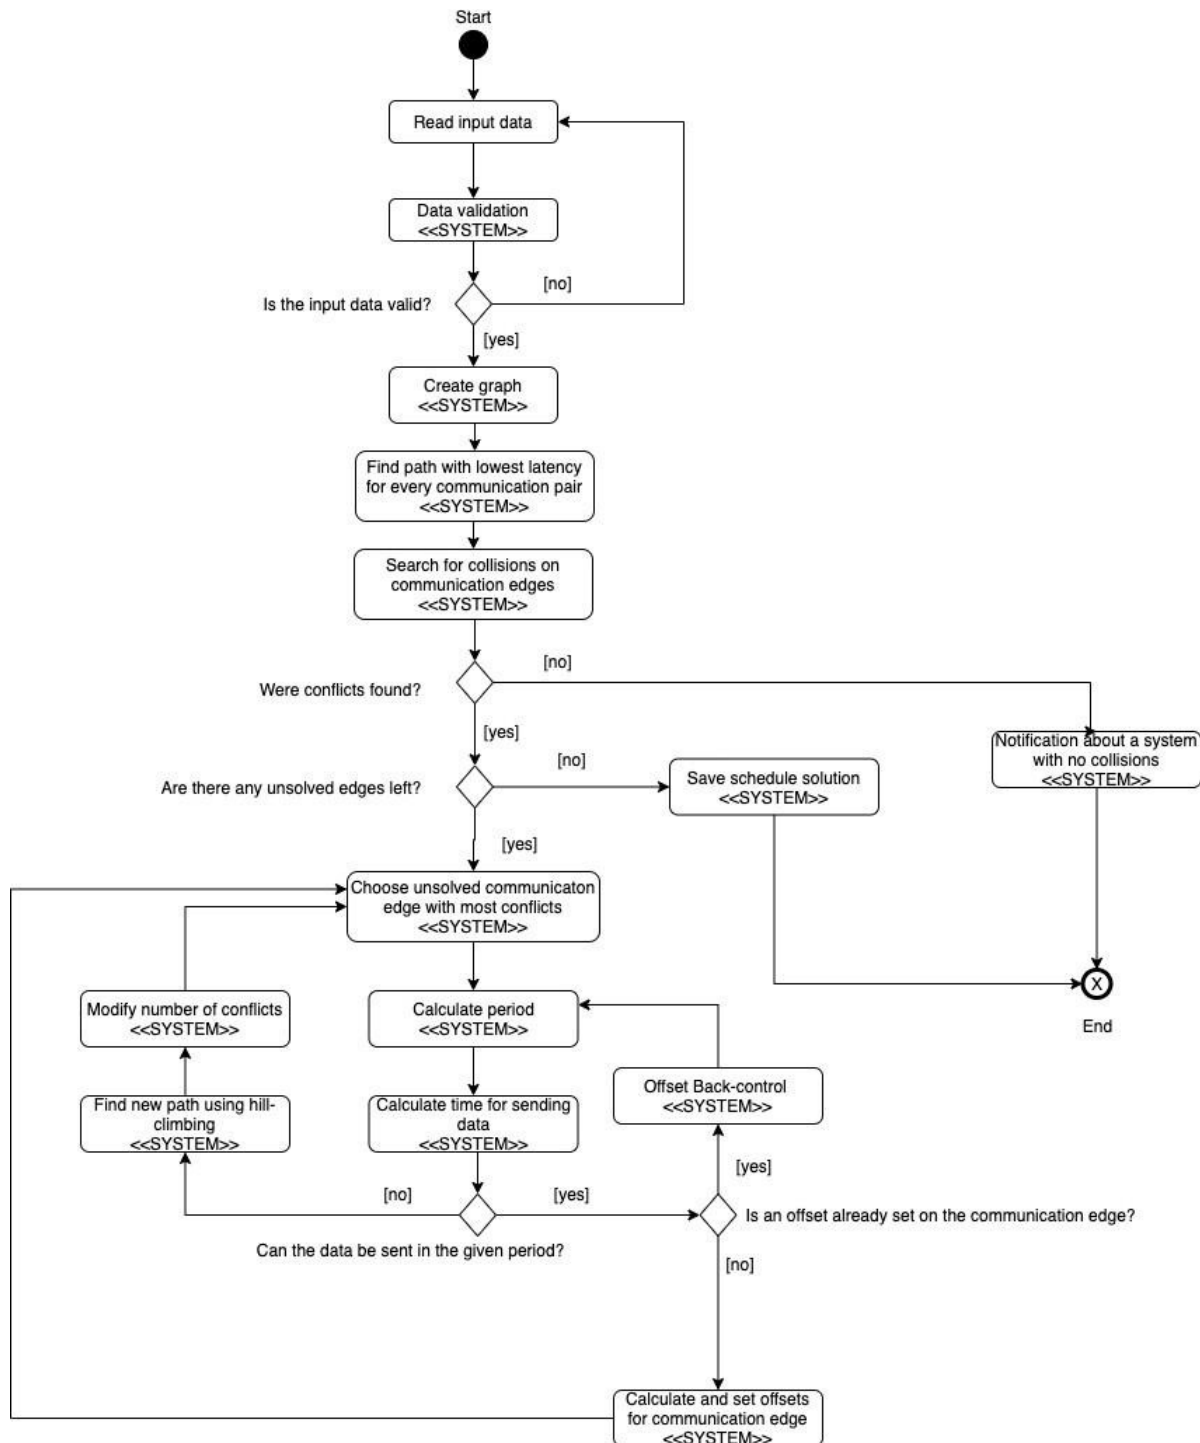 Start
Read input data
Data validation
<<SYSTEM>>
[no]
Is the input data valid?
[yes]
Create graph
<<SYSTEM>>
Find path with lowest latency
for every communication pair
<<SYSTEM>>
Search for collisions on
communication edges
<<SYSTEM>>
[no]
Were conflicts found?
[yes]
Notification about a system
with no collisions
<<SYSTEM>>
[no]
Are there any unsolved edges left?
Save schedule solution
<<SYSTEM>>
[yes]
Choose unsolved communicaton
edge with most conflicts
<<SYSTEM>>
X
End
Modify number of conflicts
<<SYSTEM>>
Calculate period
<<SYSTEM>>
Offset Back-control
<<SYSTEM>>
Find new path using hill-
climbing
<<SYSTEM>>
Calculate time for sending
data
<<SYSTEM>>
[yes]
[no]
[yes]
Is an offset already set on the communication edge?
Can the data be sent in the given period?
[no]
Calculate and set offsets
for communication edge
<<SYSTEM>>